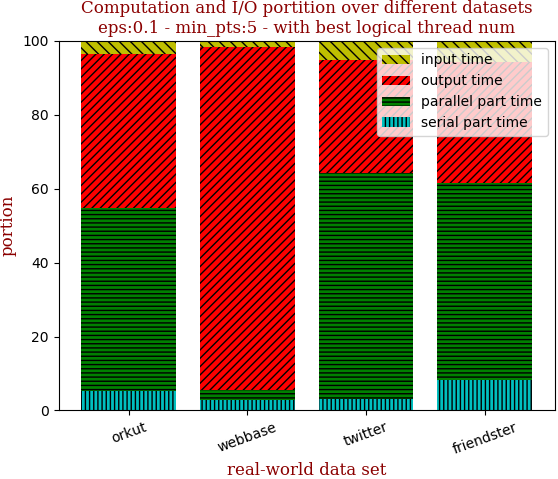 Computation and I/O portition over different datasets
eps:0.1 - min_pts:5 - with best logical thread num
100
80
60
40
20
0
portion
input time
output time
parallel part time
serial part time
orkut
webbase
twitter
friendster
real-world data set